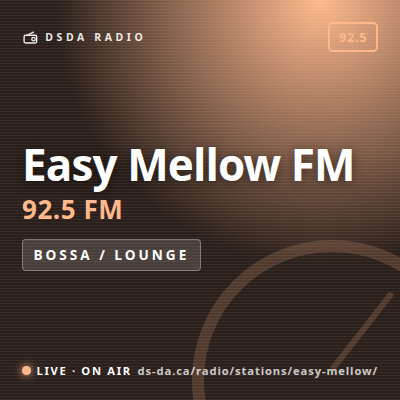 DSDA RADIO
92.5
Easy Mellow FM
92.5 FM
BOSSA / LOUNGE
LIVE · ON AIR ds-da.ca/radio/stations/easy-mellow/